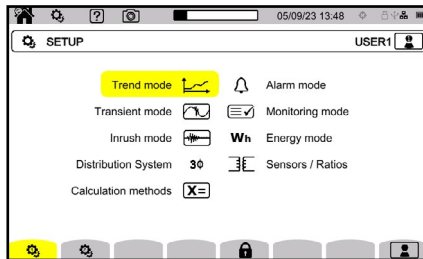 ? 05/09/23 13:48
SETUP USER1
Trend mode Alarm mode
Transient mode Monitoring mode
Inrush mode Wh Energy mode
Distribution System 3φ Sensors / Ratios
Calculation methods X=